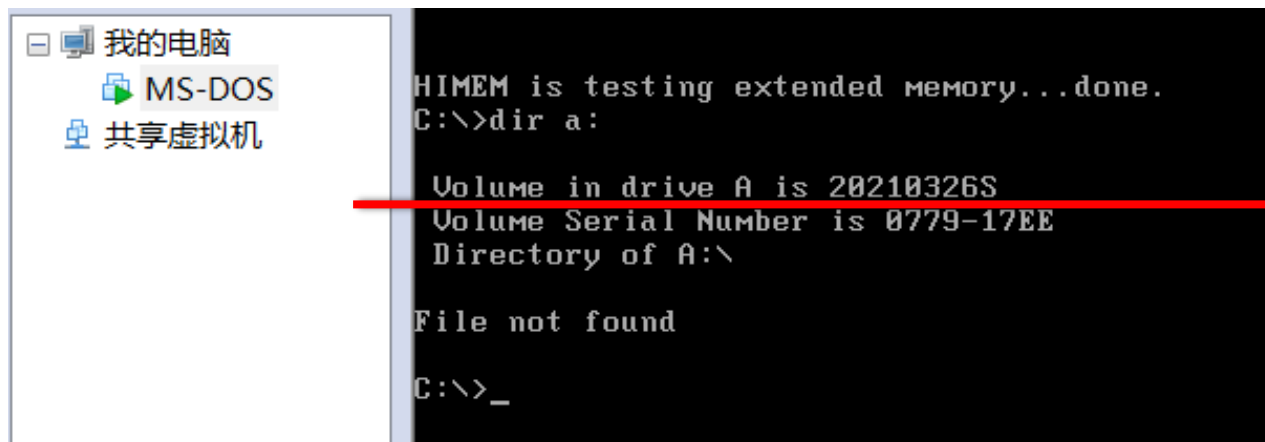 我的电脑
MS-DOS
共享虚拟机
HIMEM is testing extended memory...done.
C:\>dir a:
Volume in drive A is 20210326S
Volume Serial Number is 0779-17EE
Directory of A:\
File not found
C:\>_